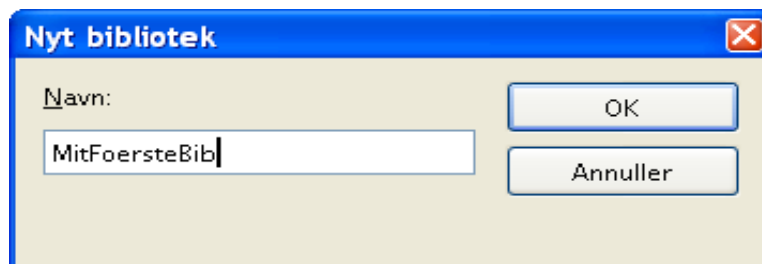 Nyt bibliotek
Navn:
OK
MitFoersteBib
Annuller